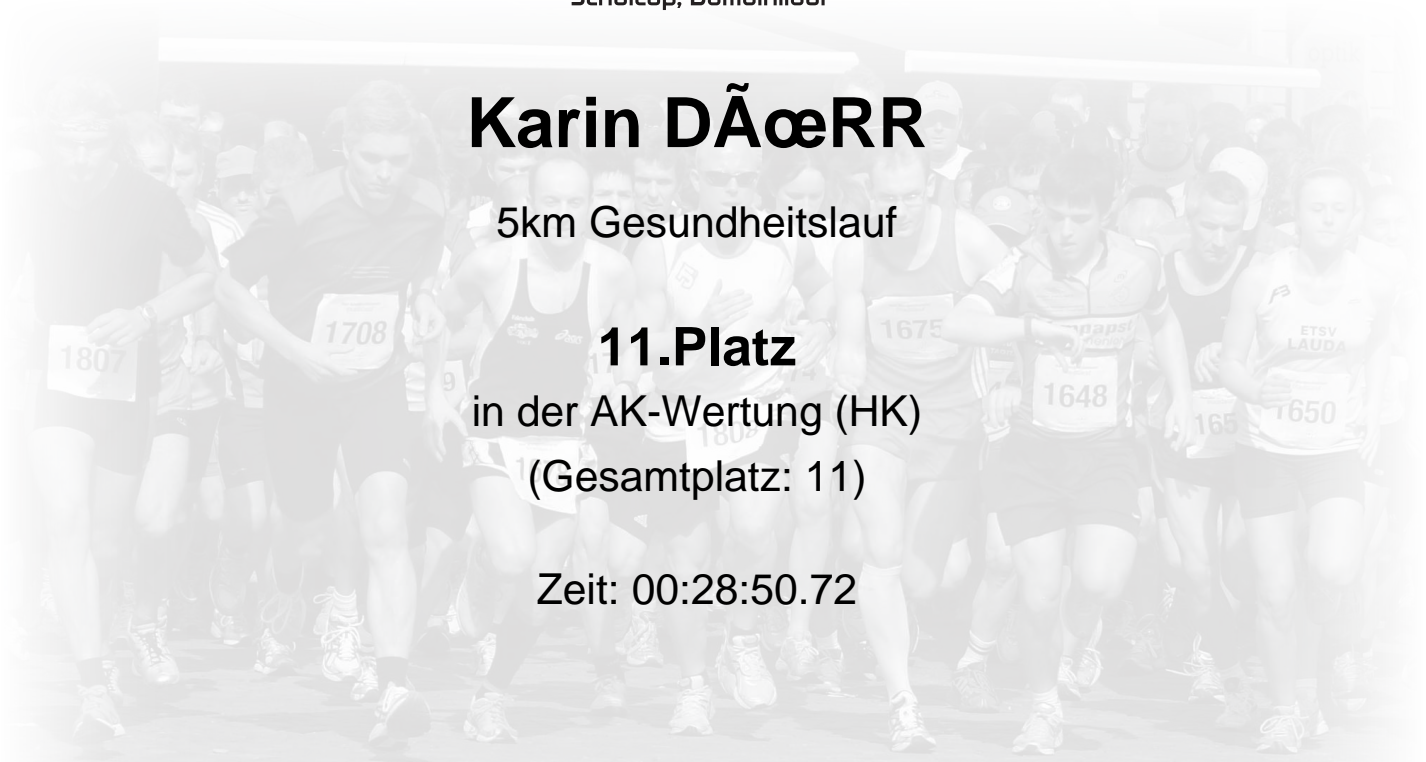 Karin DÃœRR
5km Gesundheitslauf
11.Platz
in der AK-Wertung (HK)
(Gesamtplatz: 11)
Zeit: 00:28:50.72
1807
1708
1675
1648
1650
ETSV
LAUDA